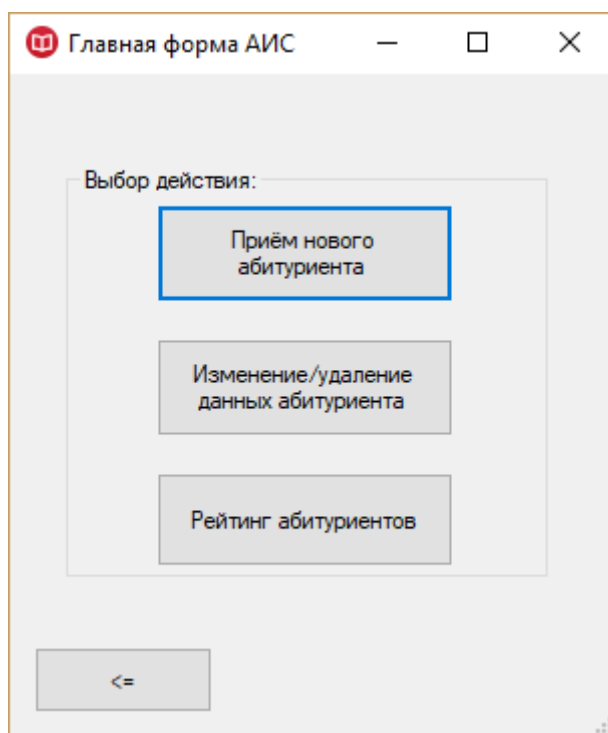 Главная форма АИС
Выбор действия:
Приём нового
абитуриента
Изменение/удаление
данных абитуриента
Рейтинг абитуриентов
<=